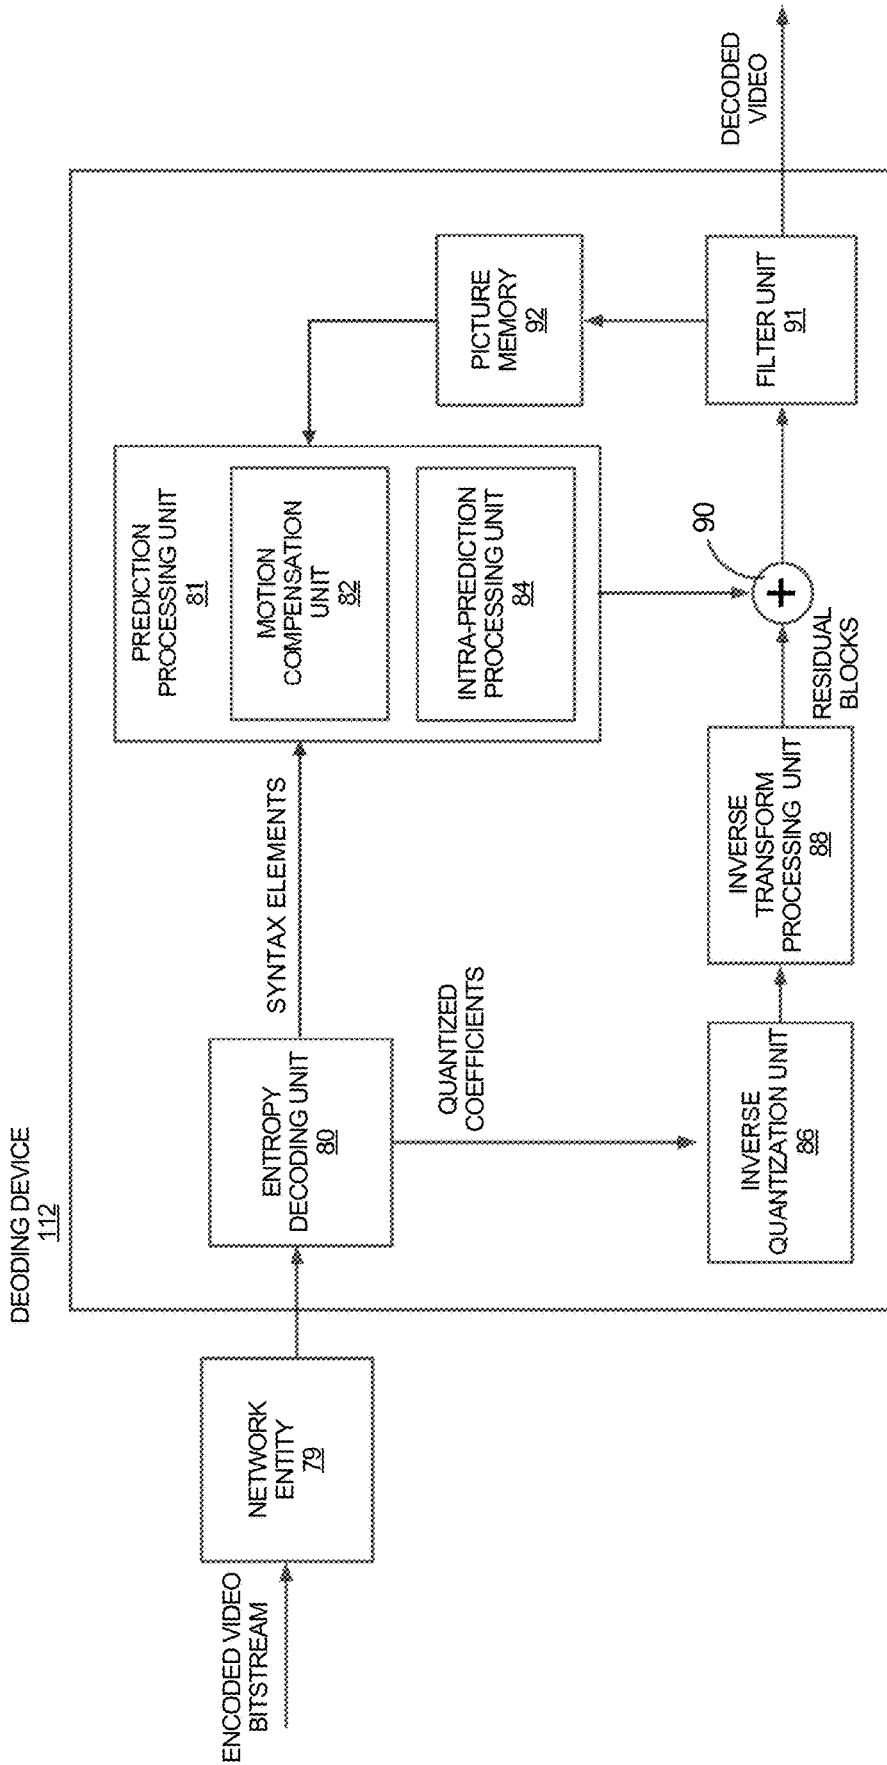 DEODING DEVICE
112
ENCODED VIDEO
BITSTREAM
NETWORK
ENTITY
79
ENTROPY
DECODING UNIT
80
SYNTAX ELEMENTS
QUANTIZED
COEFFICIENTS
PREDICTION
PROCESSING UNIT
81
MOTION
COMPENSATION
UNIT
82
INTRA-PREDICTION
PROCESSING UNIT
84
PICTURE
MEMORY
92
INVERSE
QUANTIZATION UNIT
86
INVERSE
TRANSFORM
PROCESSING UNIT
88
RESIDUAL
BLOCKS
90
+
FILTER UNIT
91
DECODED
VIDEO